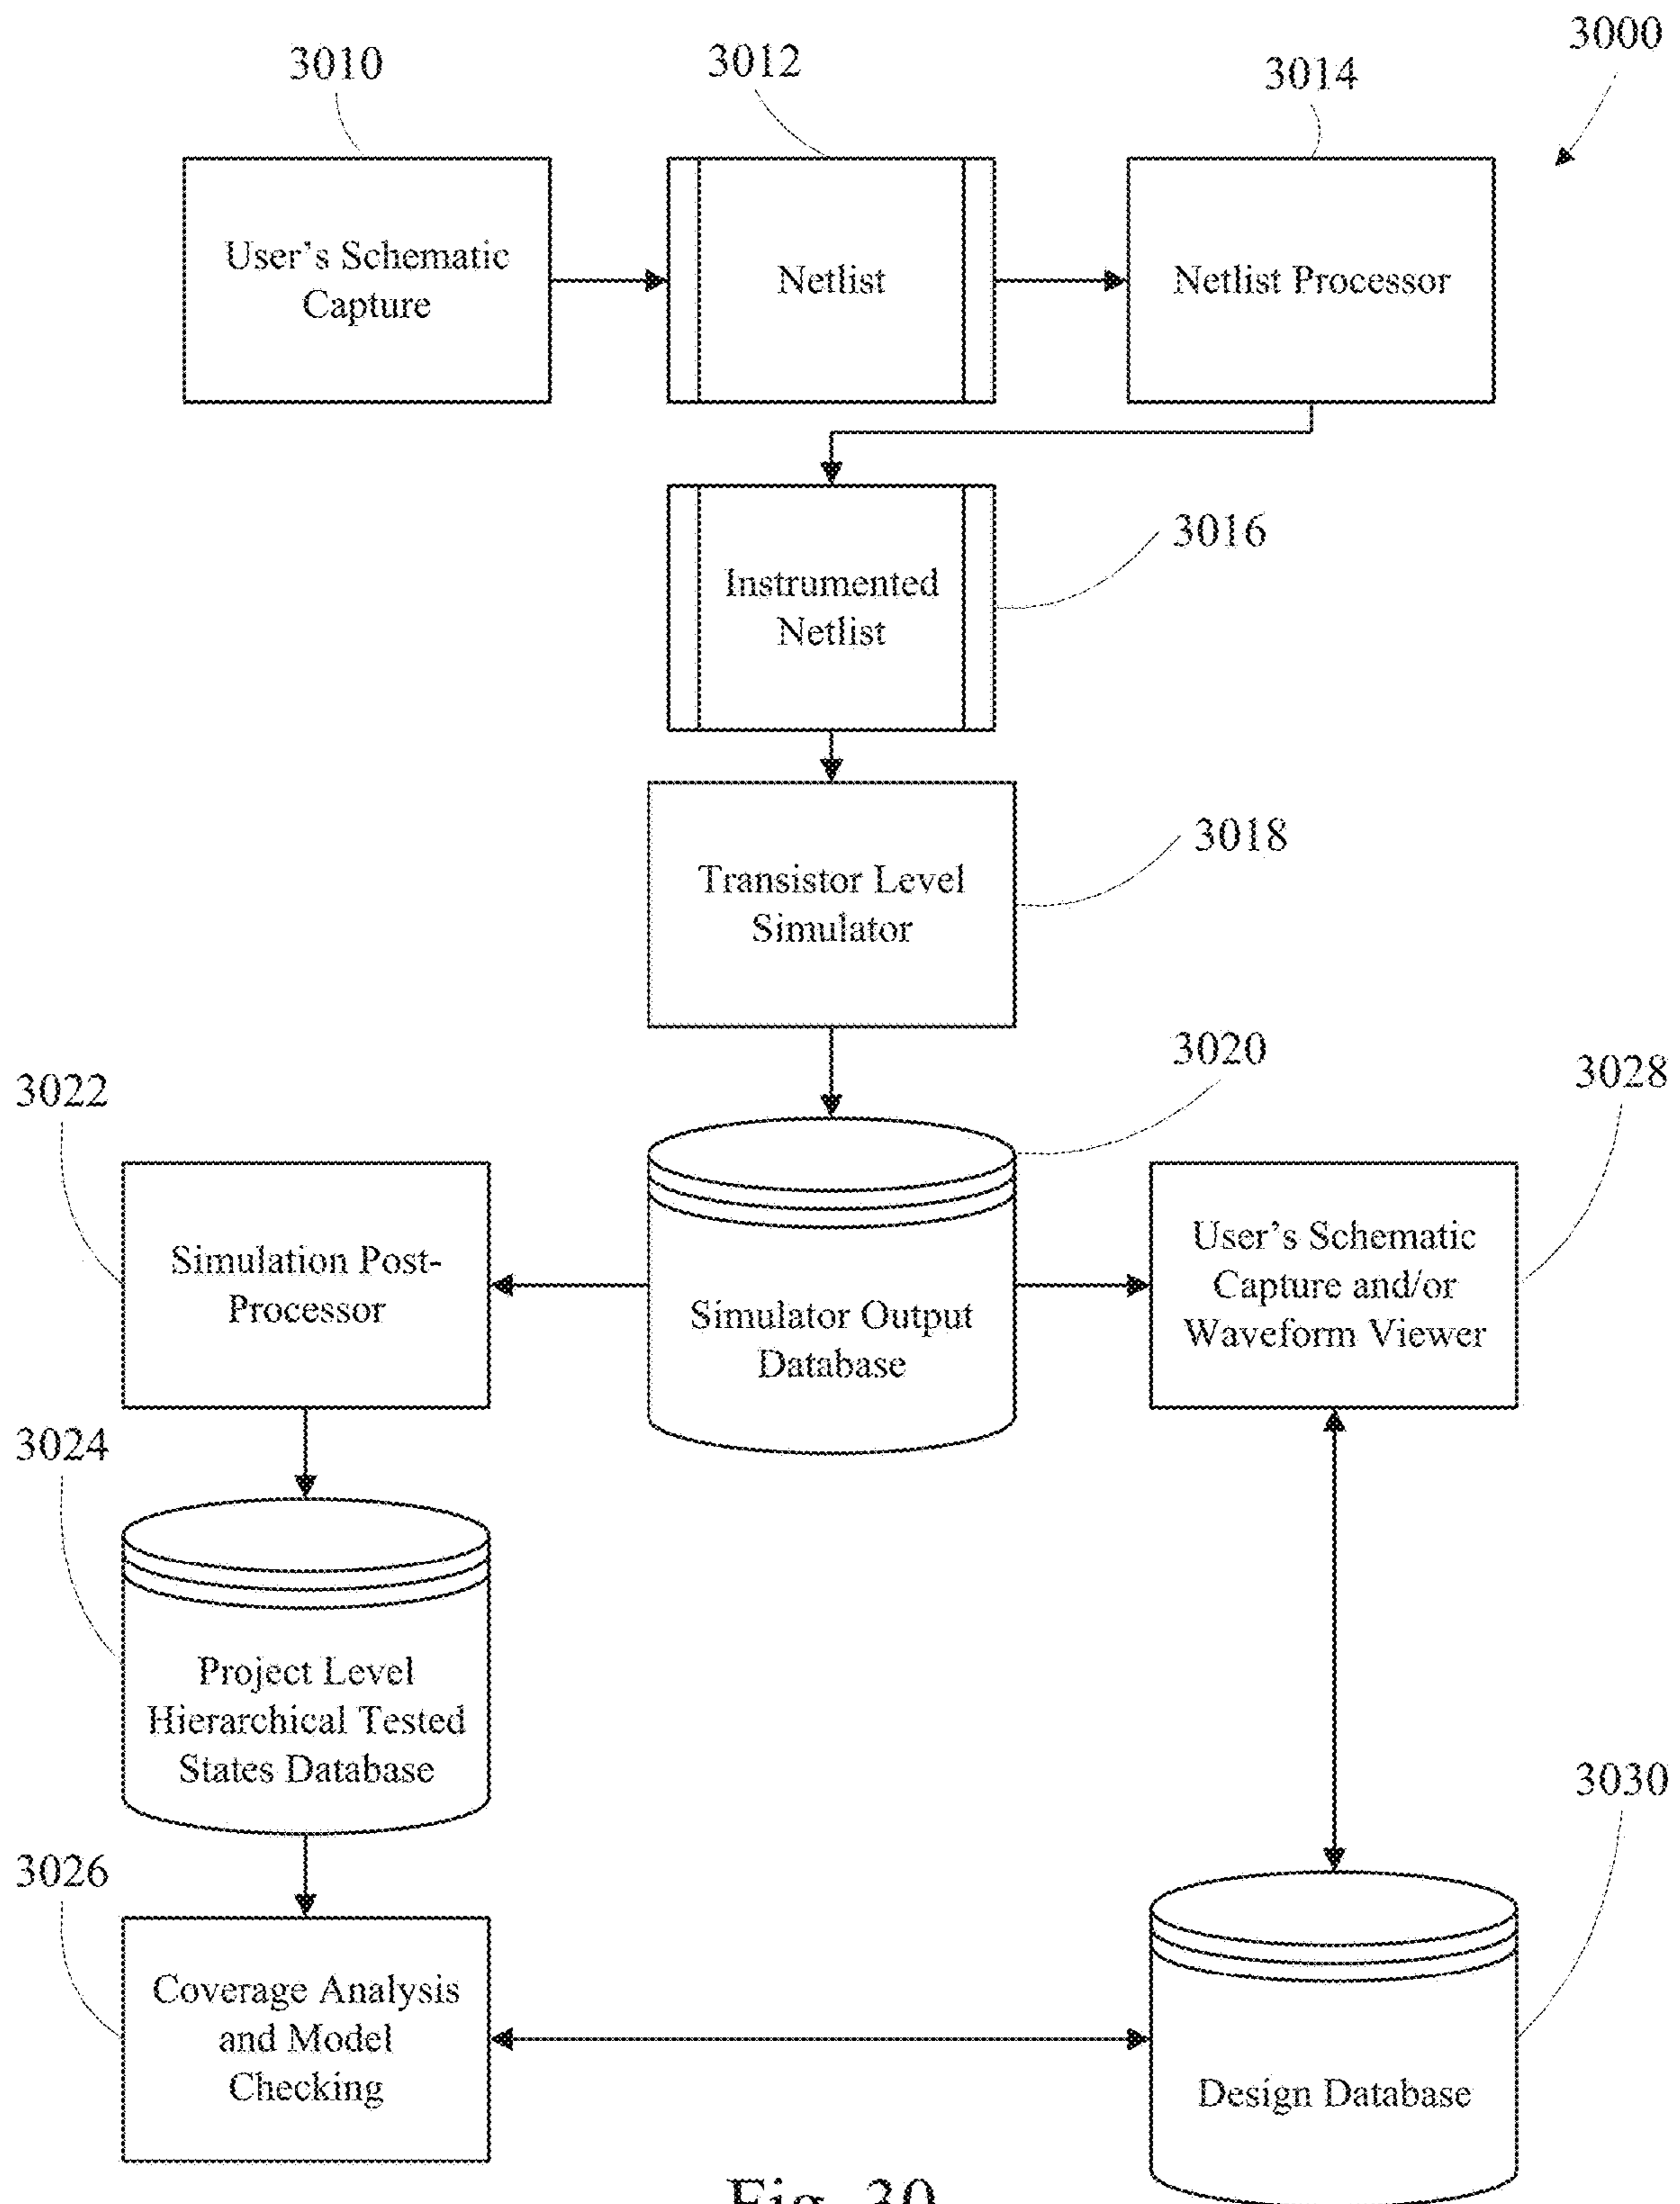 3000
3010
3012
3014
User's Schematic
Capture
Netlist
Netlist Processor
3016
Instrumented
Netlist
3018
Transistor Level
Simulator
3020
3022
3028
Simulation Post-
Processor
Simulator Output
Database
User's Schematic
Capture and/or
Waveform Viewer
3024
Project Level
Hierarchical Tested
States Database
3030
3026
Coverage Analysis
and Model
Checking
Design Database
Fig. 30